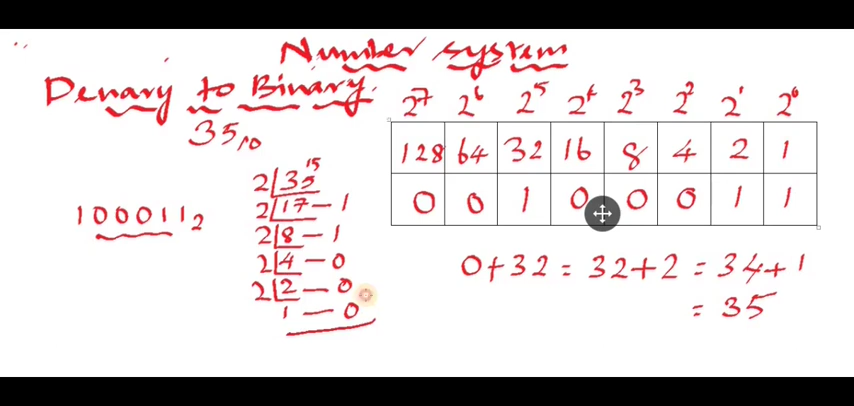 Number system
Denary to Binary.
35₁₀
100011₂
15
2 35
2 17 – 1
2 8 – 1
2 4 – 0
2 2 – 0
1 – 0
2⁷ 2⁶ 2⁵ 2⁴ 2³ 2² 2¹ 2⁰
128 64 32 16 8 4 2 1
0 0 1 0 0 0 1 1
0+32 = 32+2 = 34+1
= 35